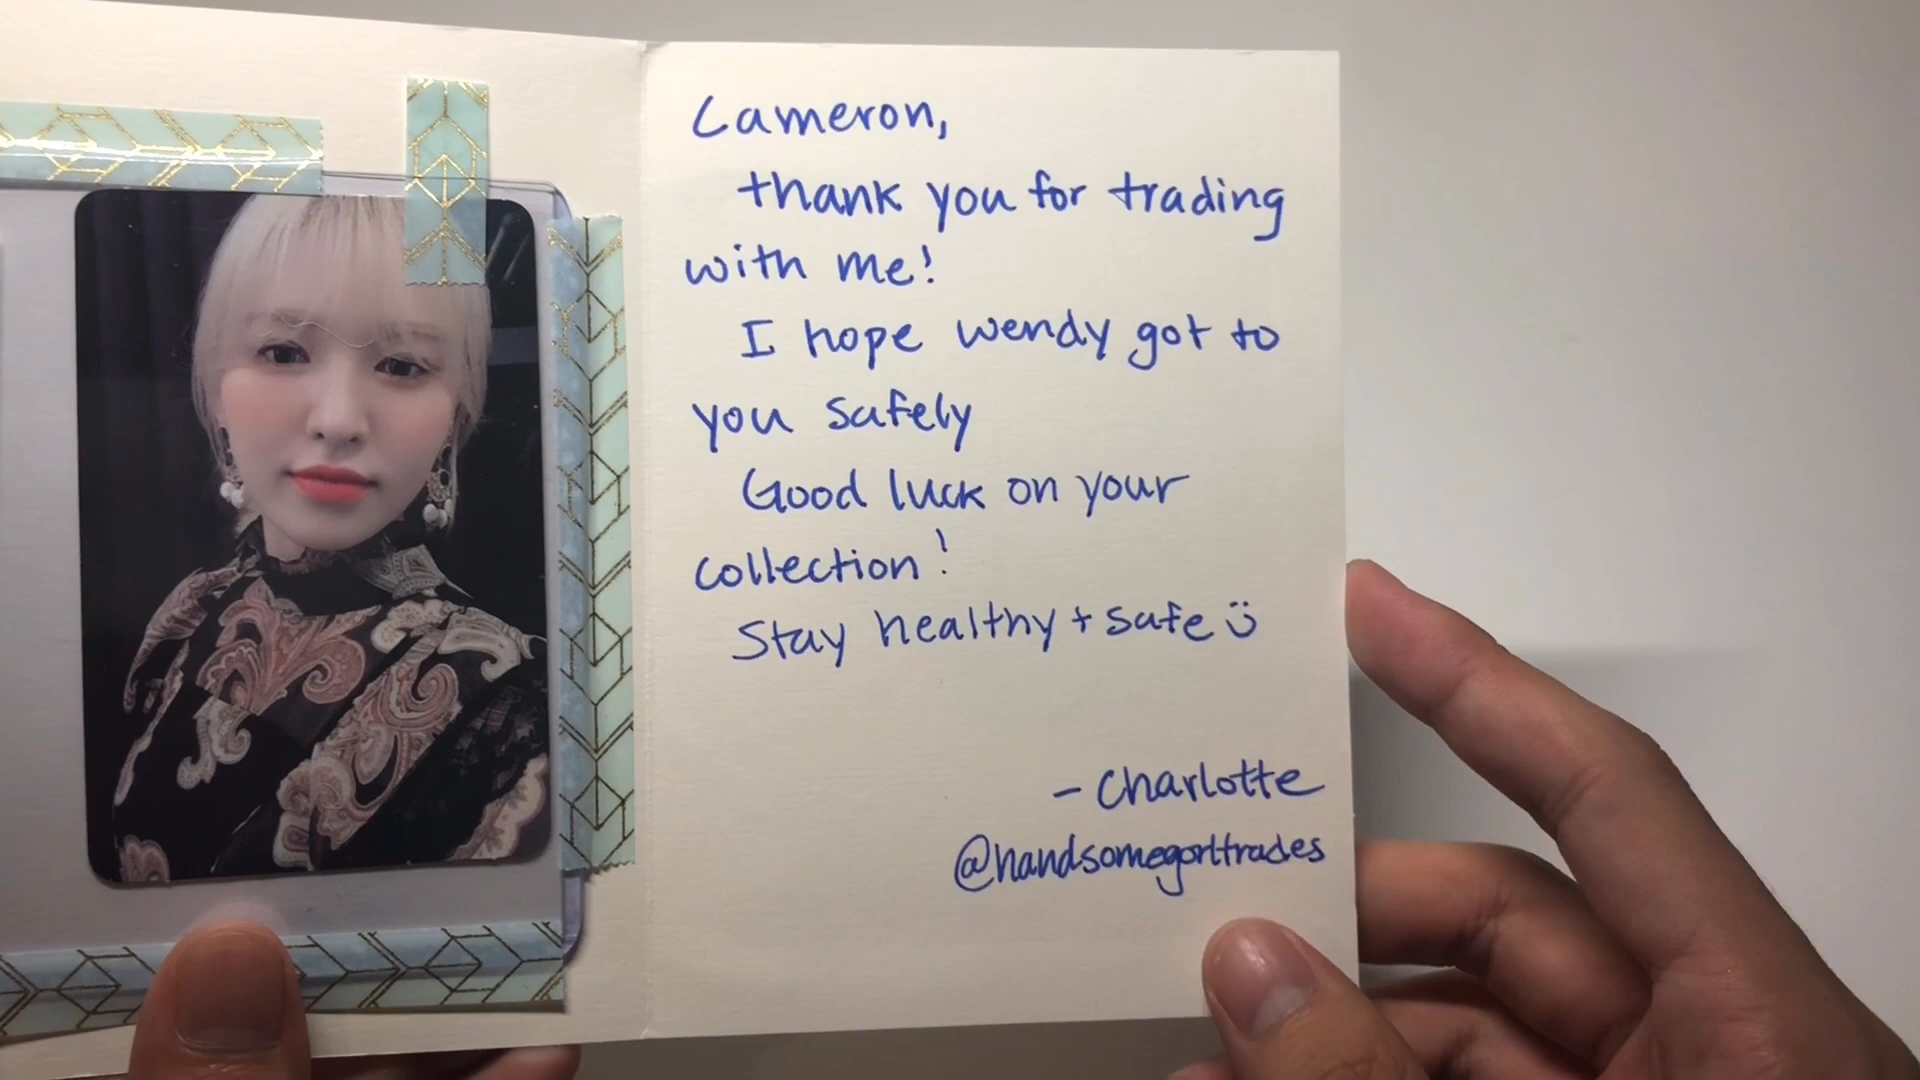 Cameron,
thank you for trading
with me!
I hope wendy got to
you safely
Good luck on your
collection!
Stay healthy + safe ü
- Charlotte
@handsomegorltrades